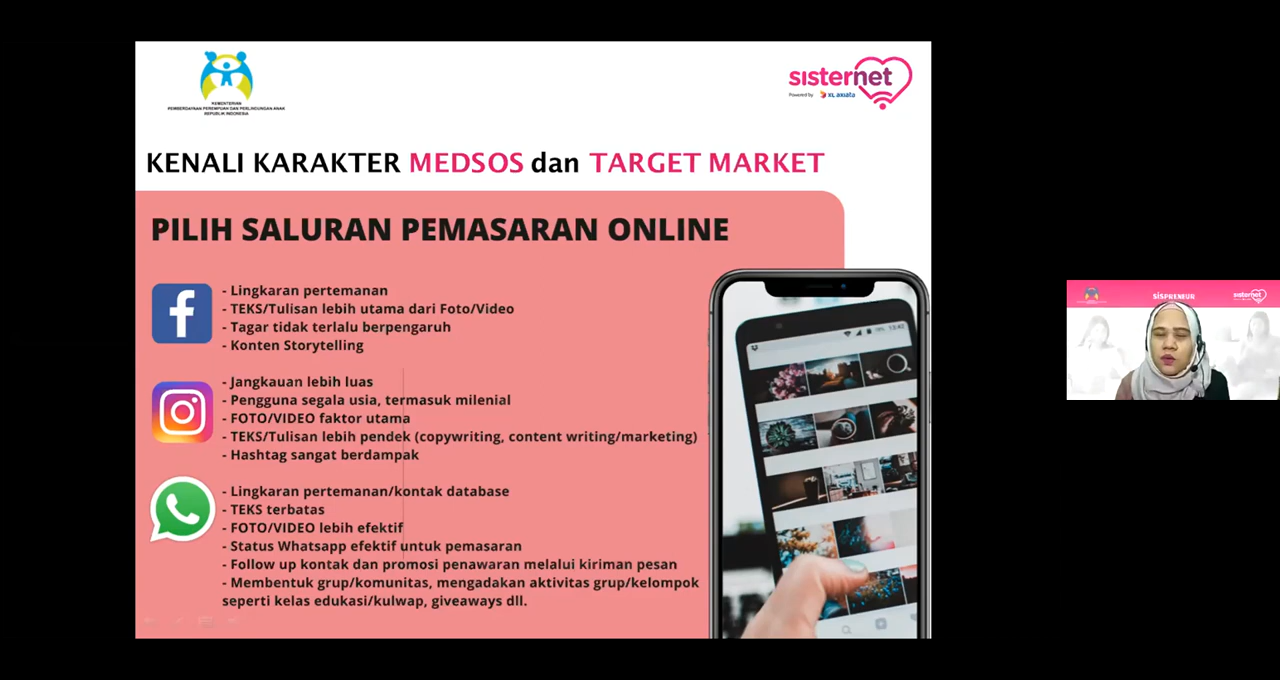 KEMENTERIAN
PEMBERDAYAAN PEREMPUAN DAN PERLINDUNGAN ANAK
REPUBLIK INDONESIA
sisternet
Powered by XL axiata
KENALI KARAKTER MEDSOS dan TARGET MARKET
PILIH SALURAN PEMASARAN ONLINE
- Lingkaran pertemanan
- TEKS/Tulisan lebih utama dari Foto/Video
- Tagar tidak terlalu berpengaruh
- Konten Storytelling
- Jangkauan lebih luas
- Pengguna segala usia, termasuk milenial
- FOTO/VIDEO faktor utama
- TEKS/Tulisan lebih pendek (copywriting, content writing/marketing)
- Hashtag sangat berdampak
- Lingkaran pertemanan/kontak database
- TEKS terbatas
- FOTO/VIDEO lebih efektif
- Status Whatsapp efektif untuk pemasaran
- Follow up kontak dan promosi penawaran melalui kiriman pesan
- Membentuk grup/komunitas, mengadakan aktivitas grup/kelompok
seperti kelas edukasi/kulwap, giveaways dll.
13:42
SISPRENEUR
sisternet